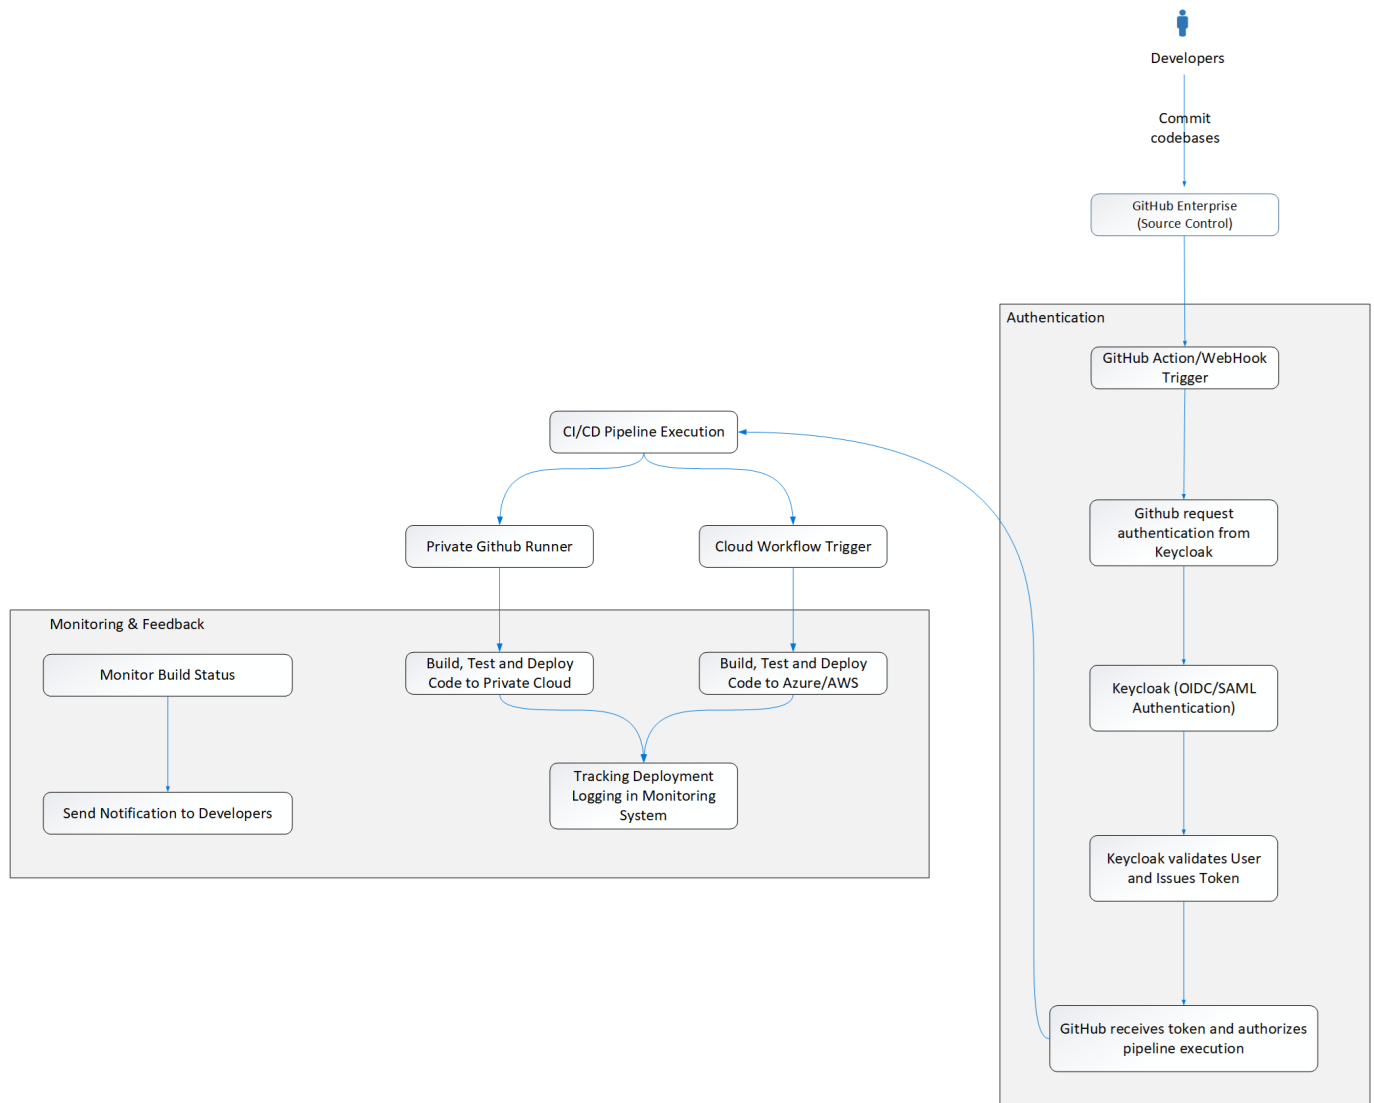 Developers
Commit
codebases
GitHub Enterprise
(Source Control)
Authentication
GitHub Action/WebHook
Trigger
Github request
authentication from
Keycloak
Keycloak (OIDC/SAML
Authentication)
Keycloak validates User
and Issues Token
GitHub receives token and authorizes
pipeline execution
CI/CD Pipeline Execution
Private Github Runner
Cloud Workflow Trigger
Monitoring & Feedback
Monitor Build Status
Send Notification to Developers
Build, Test and Deploy
Code to Private Cloud
Build, Test and Deploy
Code to Azure/AWS
Tracking Deployment
Logging in Monitoring
System